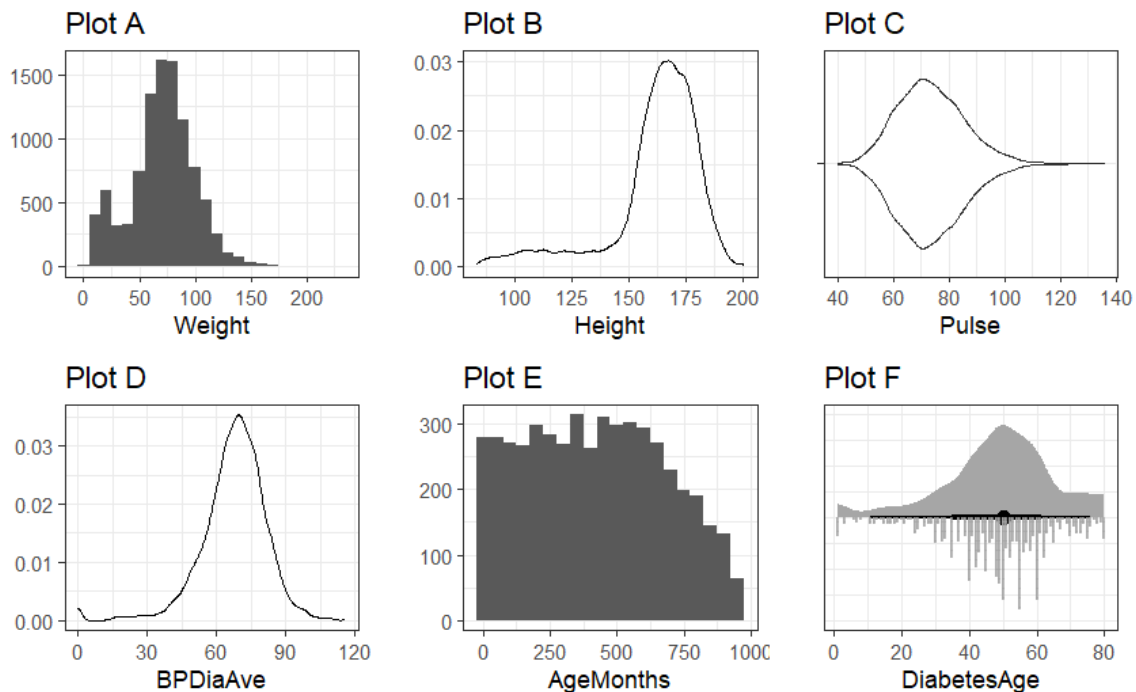 Plot A
1500
1000
500
0
0 50 100 150 200
Weight
Plot B
0.03
0.02
0.01
0.00
100 125 150 175 200
Height
Plot C
40 60 80 100 120 140
Pulse
Plot D
0.03
0.02
0.01
0.00
0 30 60 90 120
BPDiaAve
Plot E
300
200
100
0
0 250 500 750 1000
AgeMonths
Plot F
0 20 40 60 80
DiabetesAge